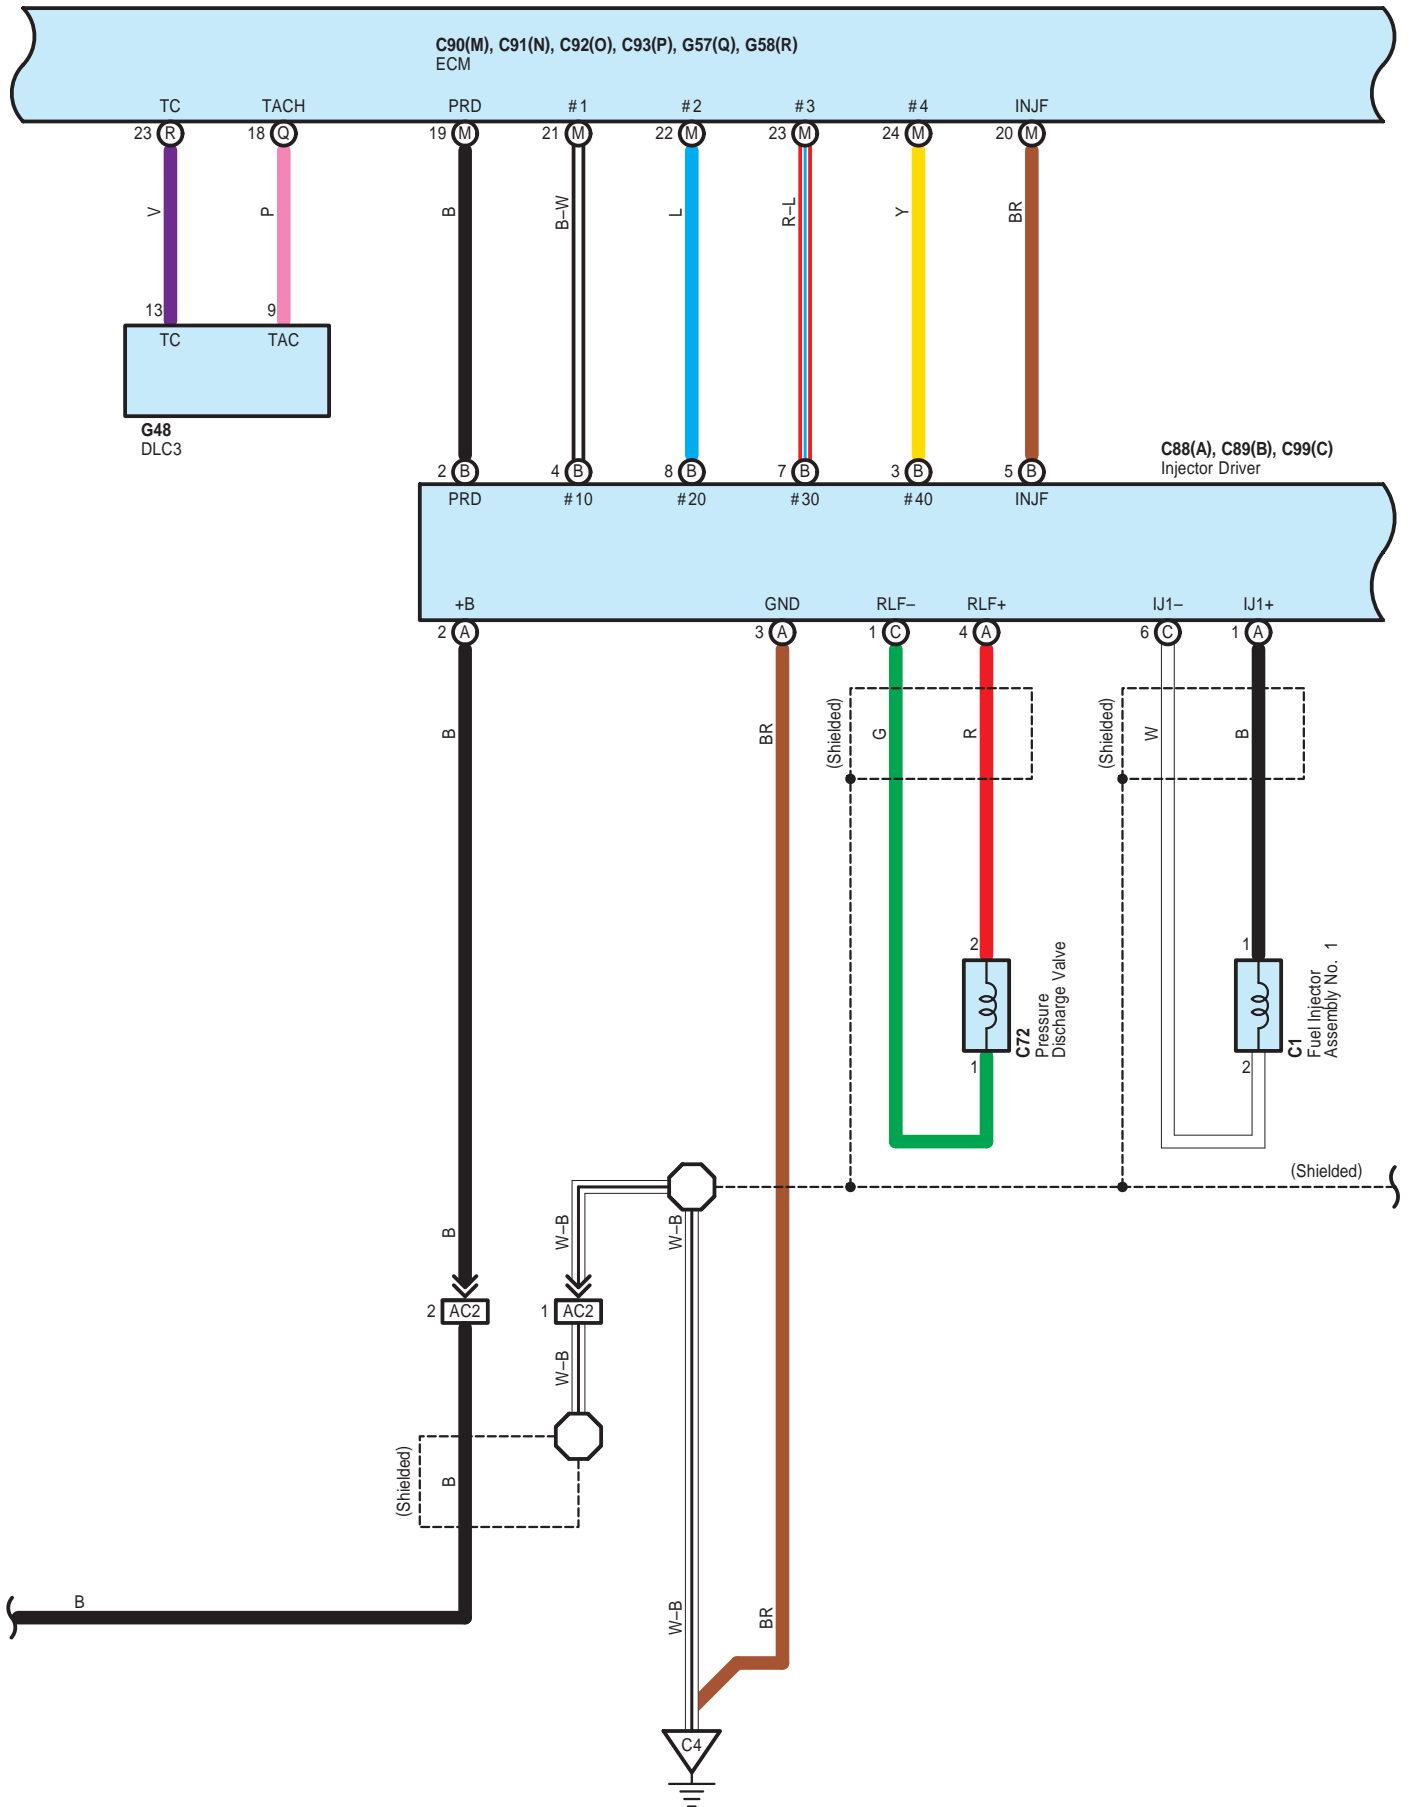 C90(M), C91(N), C92(O), C93(P), G57(Q), G58(R)
ECM
TC TACH PRD #1 #2 #3 #4 INJF
23 R 18 Q 19 M 21 M 22 M 23 M 24 M 20 M
V P B B–W L R–L Y BR
13 9
TC TAC
G48
DLC3
C88(A), C89(B), C99(C)
Injector Driver
2 B 4 B 8 B 7 B 3 B 5 B
PRD #10 #20 #30 #40 INJF
+B GND RLF– RLF+ IJ1– IJ1+
2 A 3 A 1 C 4 A 6 C 1 A
B BR (Shielded) G R (Shielded) W B
2 1
C72
Pressure
Discharge Valve
C1
Fuel Injector
Assembly No. 1
1 2
(Shielded)
B W–B W–B
2 AC2 1 AC2
W–B
(Shielded) B
B
W–B BR
C4